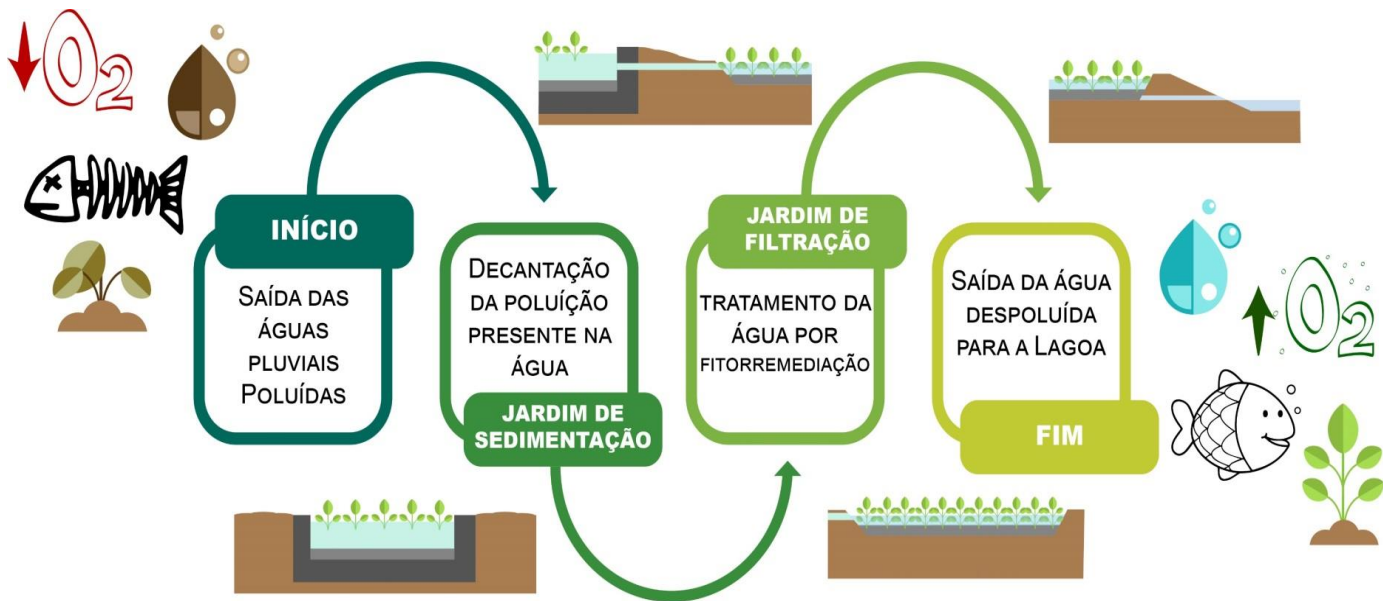 O2
INÍCIO
SAÍDA DAS
ÁGUAS
PLUVIAIS
POLUÍDAS
DECANTAÇÃO
DA POLUÍÇÃO
PRESENTE NA
ÁGUA
JARDIM DE
SEDIMENTAÇÃO
JARDIM DE
FILTRAÇÃO
TRATAMENTO DA
ÁGUA POR
FITORREMEDIAÇÃO
SAÍDA DA ÁGUA
DESPOLUÍDA
PARA A LAGOA
FIM
O2